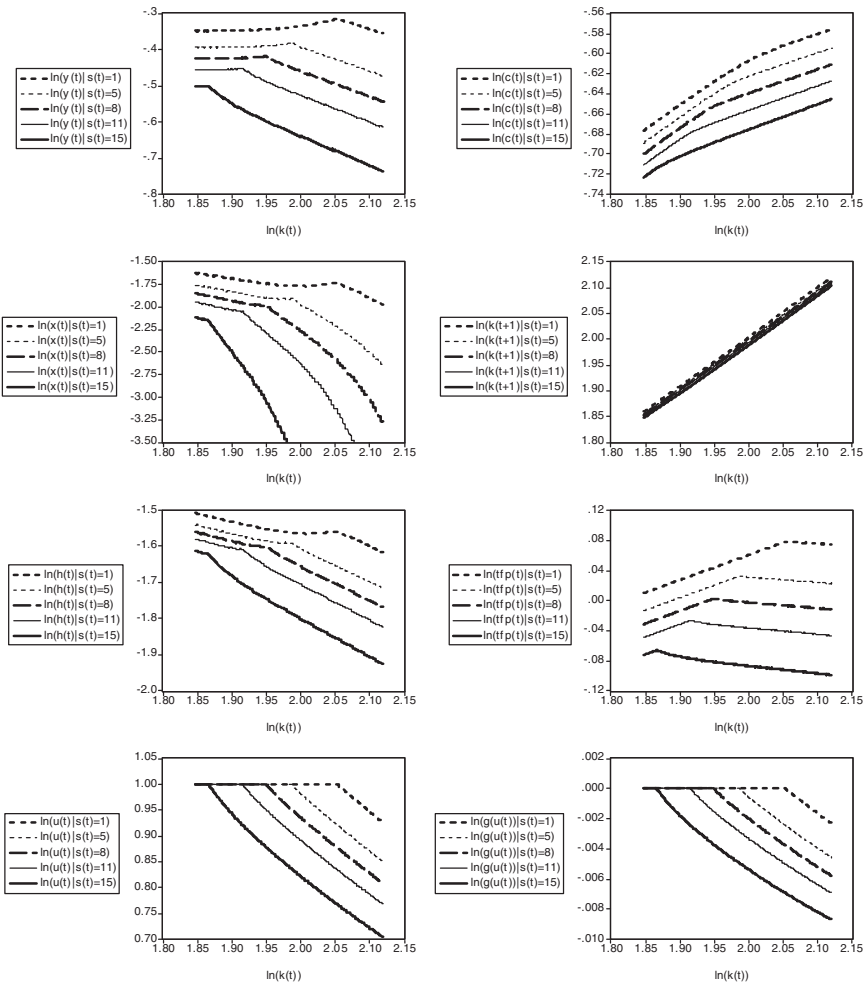 -.3
-.4
-.5
-.6
-.7
-.8
1.80 1.85 1.90 1.95 2.00 2.05 2.10 2.15
ln(k(t))
ln(y(t)|s(t)=1)
ln(y(t)|s(t)=5)
ln(y(t)|s(t)=8)
ln(y(t)|s(t)=11)
ln(y(t)|s(t)=15)
-.56
-.58
-.60
-.62
-.64
-.66
-.68
-.70
-.72
-.74
1.80 1.85 1.90 1.95 2.00 2.05 2.10 2.15
ln(k(t))
ln(c(t)|s(t)=1)
ln(c(t)|s(t)=5)
ln(c(t)|s(t)=8)
ln(c(t)|s(t)=11)
ln(c(t)|s(t)=15)
-1.50
-1.75
-2.00
-2.25
-2.50
-2.75
-3.00
-3.25
-3.50
1.80 1.85 1.90 1.95 2.00 2.05 2.10 2.15
ln(k(t))
ln(x(t)|s(t)=1)
ln(x(t)|s(t)=5)
ln(x(t)|s(t)=8)
ln(x(t)|s(t)=11)
ln(x(t)|s(t)=15)
2.15
2.10
2.05
2.00
1.95
1.90
1.85
1.80
1.80 1.85 1.90 1.95 2.00 2.05 2.10 2.15
ln(k(t))
ln(k(t+1)|s(t)=1)
ln(k(t+1)|s(t)=5)
ln(k(t+1)|s(t)=8)
ln(k(t+1)|s(t)=11)
ln(k(t+1)|s(t)=15)
-1.5
-1.6
-1.7
-1.8
-1.9
-2.0
1.80 1.85 1.90 1.95 2.00 2.05 2.10 2.15
ln(k(t))
ln(h(t)|s(t)=1)
ln(h(t)|s(t)=5)
ln(h(t)|s(t)=8)
ln(h(t)|s(t)=11)
ln(h(t)|s(t)=15)
.12
.08
.04
.00
-.04
-.08
-.12
1.80 1.85 1.90 1.95 2.00 2.05 2.10 2.15
ln(k(t))
ln(tfp(t)|s(t)=1)
ln(tfp(t)|s(t)=5)
ln(tfp(t)|s(t)=8)
ln(tfp(t)|s(t)=11)
ln(tfp(t)|s(t)=15)
1.05
1.00
0.95
0.90
0.85
0.80
0.75
0.70
1.80 1.85 1.90 1.95 2.00 2.05 2.10 2.15
ln(k(t))
ln(u(t)|s(t)=1)
ln(u(t)|s(t)=5)
ln(u(t)|s(t)=8)
ln(u(t)|s(t)=11)
ln(u(t)|s(t)=15)
.002
.000
-.002
-.004
-.006
-.008
-.010
1.80 1.85 1.90 1.95 2.00 2.05 2.10 2.15
ln(k(t))
ln(g(u(t))|s(t)=1)
ln(g(u(t))|s(t)=5)
ln(g(u(t))|s(t)=8)
ln(g(u(t))|s(t)=11)
ln(g(u(t))|s(t)=15)